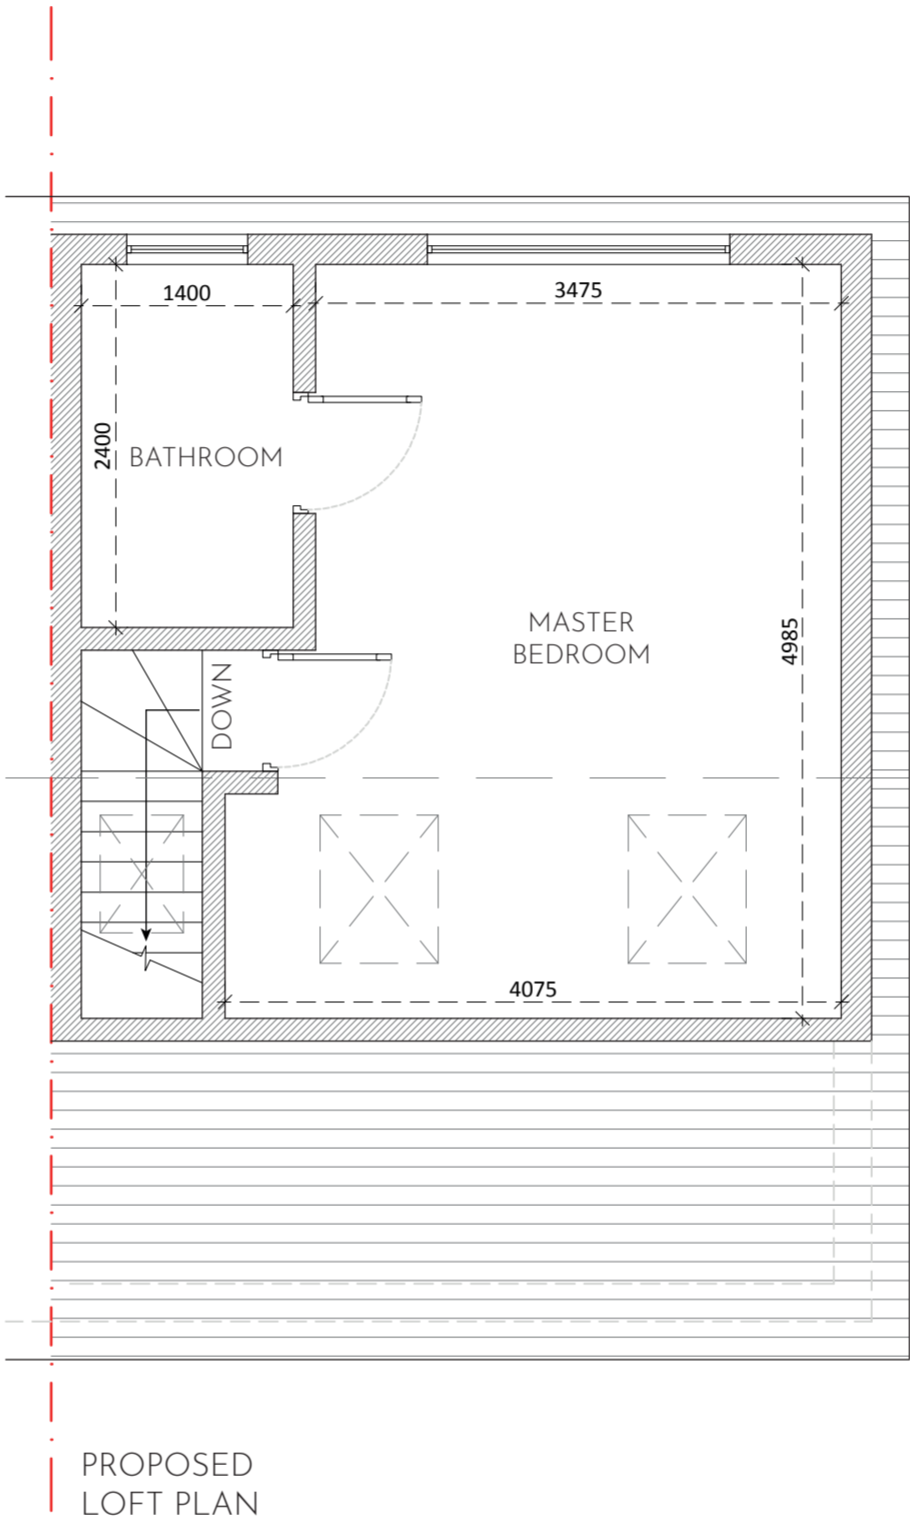 1400
3475
2400
BATHROOM
MASTER
BEDROOM
4985
DOWN
4075
PROPOSED
LOFT PLAN